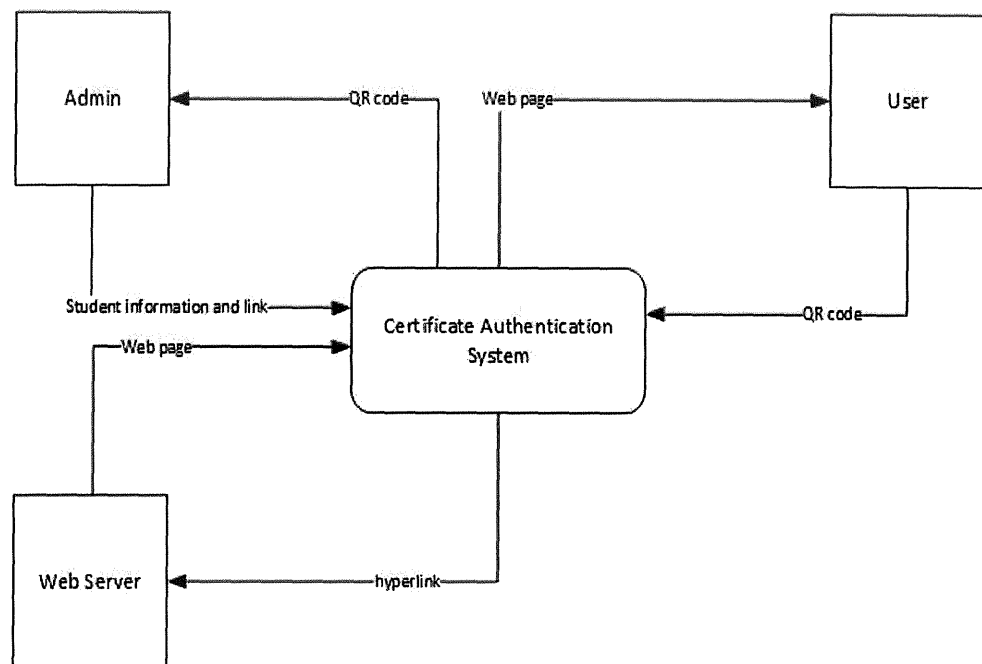 Admin
QR code
Web page
User
Student information and link
Certificate Authentication
System
QR code
Web page
Web Server
hyperlink